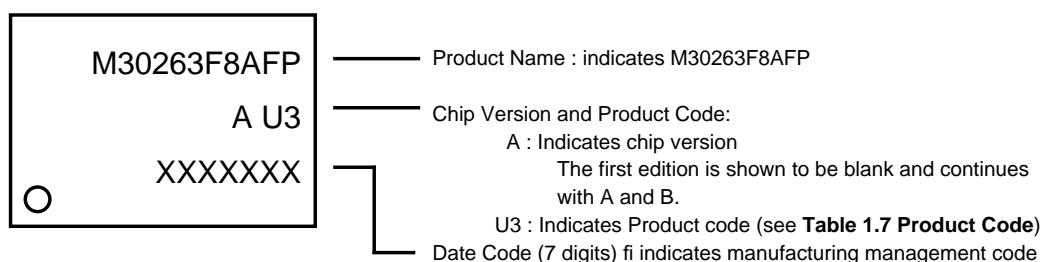 M30263F8AFP
A U3
XXXXXXX
Product Name : indicates M30263F8AFP
Chip Version and Product Code:
A : Indicates chip version
The first edition is shown to be blank and continues
with A and B.
U3 : Indicates Product code (see Table 1.7 Product Code)
Date Code (7 digits) fi indicates manufacturing management code